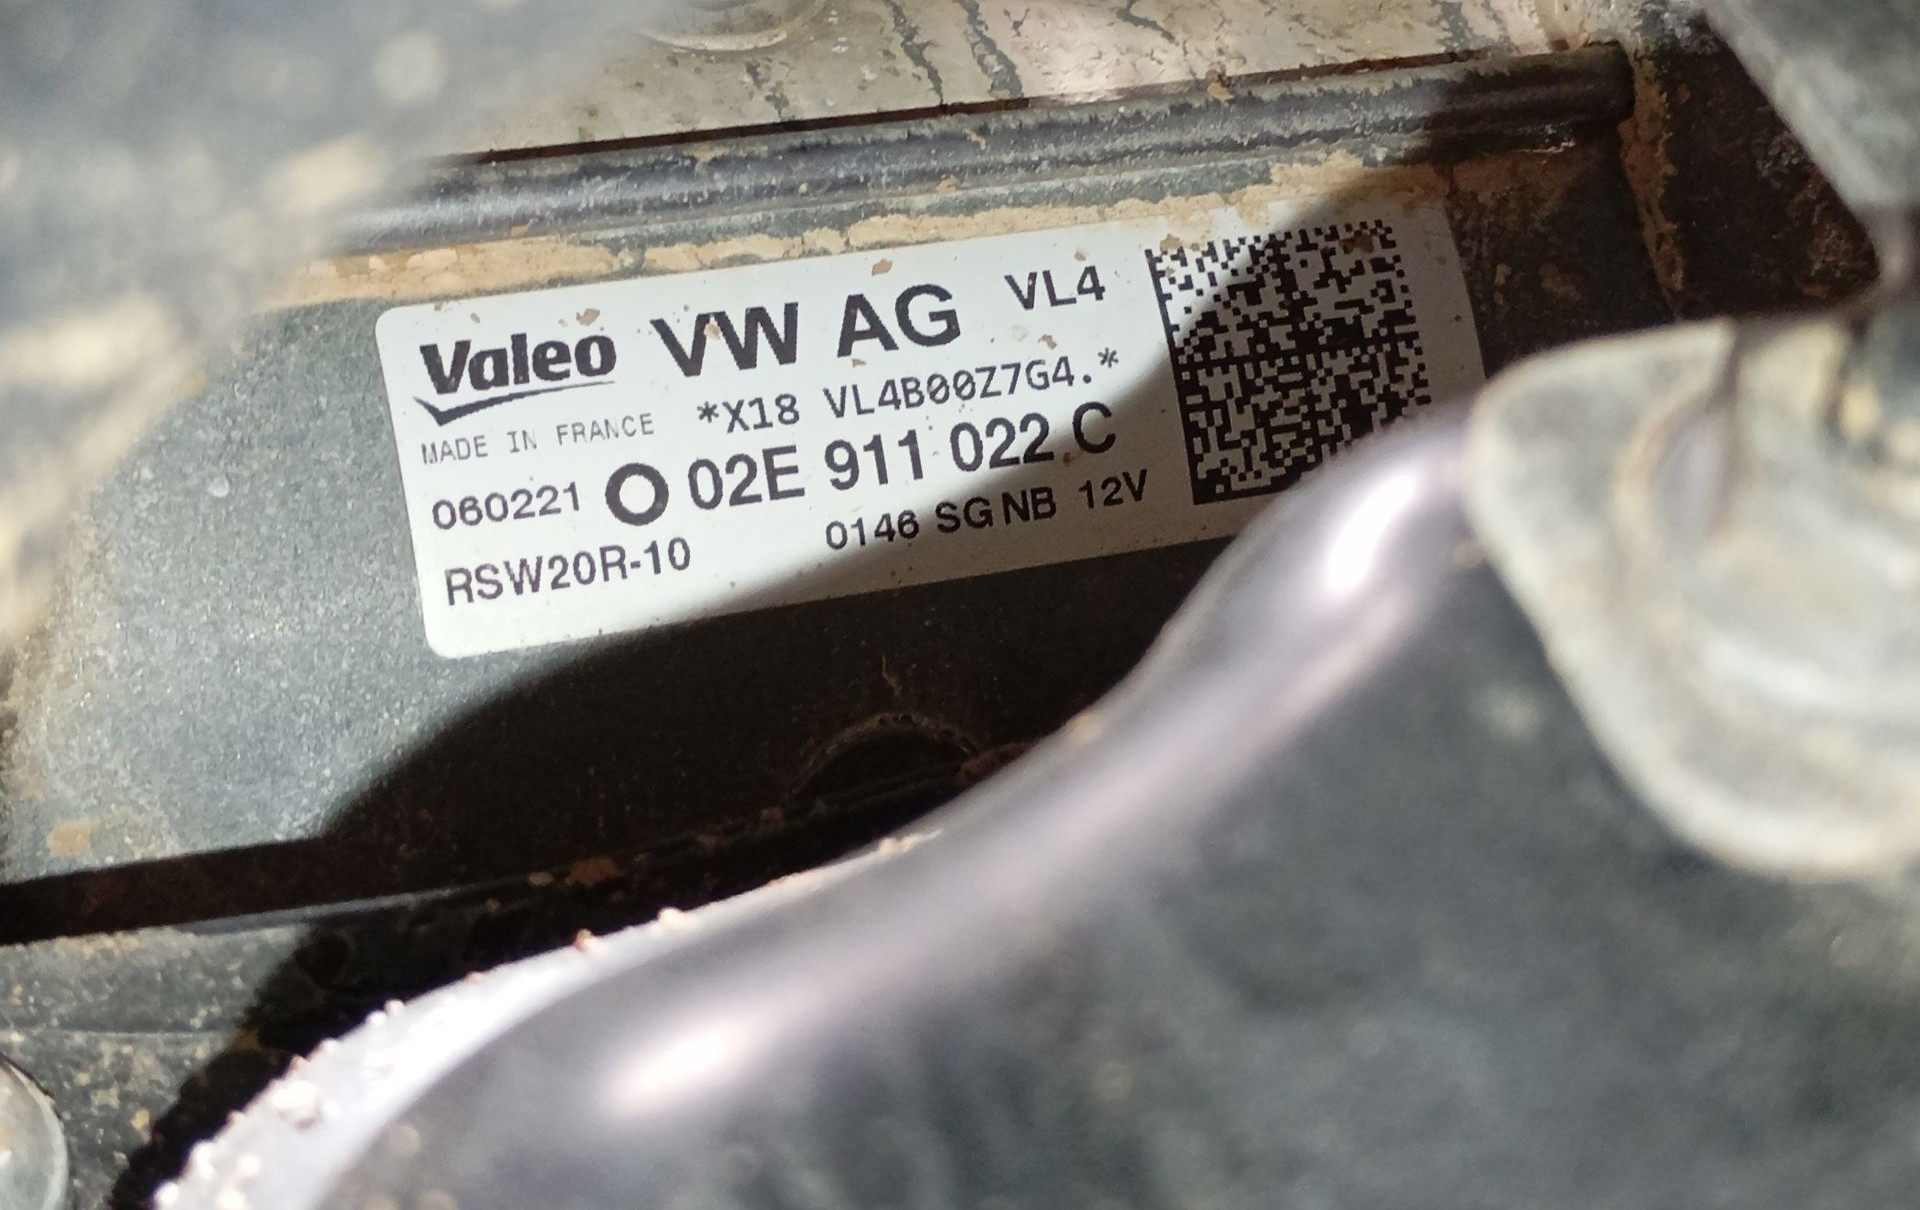 Valeo VW AG VL4
*X18 VL4B00Z7G4.*
MADE IN FRANCE
060221 O 02E 911 022 C
RSW20R-10 0146 SG NB 12V